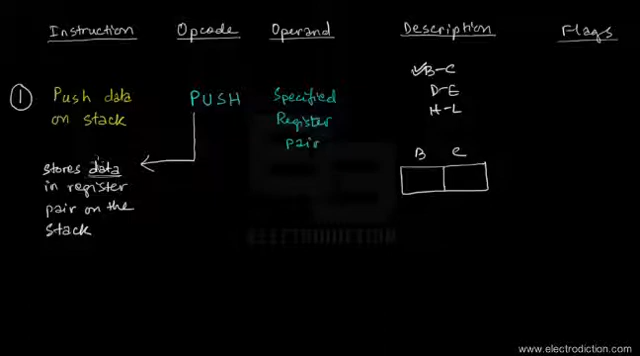 Instruction Opcode Operand Description Flags
① Push data on stack
PUSH
Specified Register pair
✓B-C
D-E
H-L
stores data
in register
pair on the
stack
B C
ELECTRODICTION
www.electrodiction.com